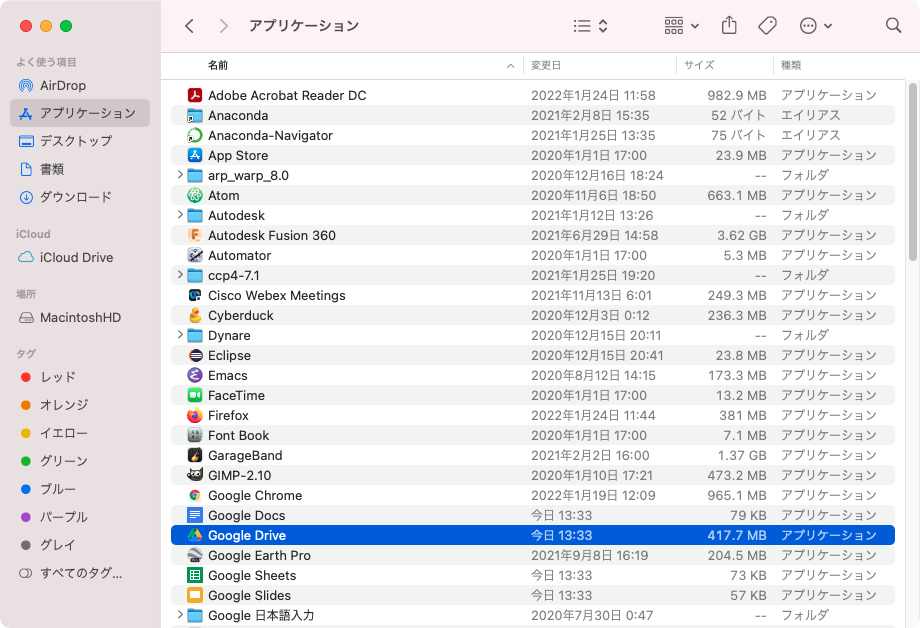 アプリケーション
よく使う項目
AirDrop
アプリケーション
デスクトップ
書類
ダウンロード
iCloud
iCloud Drive
場所
MacintoshHD
タグ
レッド
オレンジ
イエロー
グリーン
ブルー
パープル
グレイ
すべてのタグ...
名前 変更日 サイズ 種類
Adobe Acrobat Reader DC 2022年1月24日 11:58 982.9 MB アプリケーション
Anaconda 2021年2月8日 15:35 52 バイト エイリアス
Anaconda-Navigator 2021年1月25日 13:35 75 バイト エイリアス
App Store 2020年1月1日 17:00 23.9 MB アプリケーション
arp_warp_8.0 2020年12月16日 18:24 -- フォルダ
Atom 2020年11月6日 18:50 663.1 MB アプリケーション
Autodesk 2021年1月12日 13:26 -- フォルダ
Autodesk Fusion 360 2021年6月29日 14:58 3.62 GB アプリケーション
Automator 2020年1月1日 17:00 5.3 MB アプリケーション
ccp4-7.1 2021年1月25日 19:20 -- フォルダ
Cisco Webex Meetings 2021年11月13日 6:01 249.3 MB アプリケーション
Cyberduck 2020年12月3日 0:12 236.3 MB アプリケーション
Dynare 2020年12月15日 20:11 -- フォルダ
Eclipse 2020年12月15日 20:41 23.8 MB アプリケーション
Emacs 2020年8月12日 14:15 173.3 MB アプリケーション
FaceTime 2020年1月1日 17:00 13.2 MB アプリケーション
Firefox 2022年1月24日 11:44 381 MB アプリケーション
Font Book 2020年1月1日 17:00 7.1 MB アプリケーション
GarageBand 2021年2月2日 16:00 1.37 GB アプリケーション
GIMP-2.10 2020年1月10日 17:21 473.2 MB アプリケーション
Google Chrome 2022年1月19日 12:09 965.1 MB アプリケーション
Google Docs 今日 13:33 79 KB アプリケーション
Google Drive 今日 13:33 417.7 MB アプリケーション
Google Earth Pro 2021年9月8日 16:19 204.5 MB アプリケーション
Google Sheets 今日 13:33 73 KB アプリケーション
Google Slides 今日 13:33 57 KB アプリケーション
Google 日本語入力 2020年7月30日 0:47 -- フォルダ